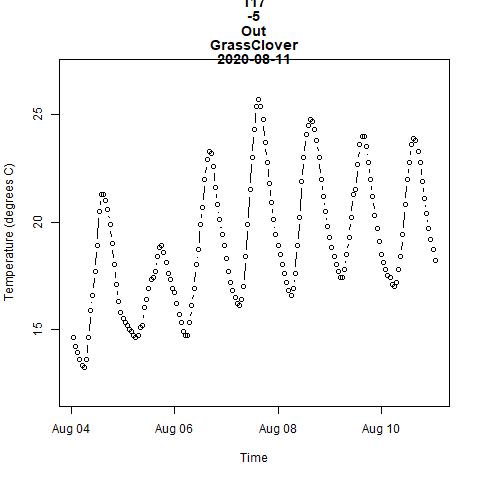 117
-5
Out
GrassClover
2020-08-11
Temperature (degrees C)
25
20
15
Aug 04 Aug 06 Aug 08 Aug 10
Time